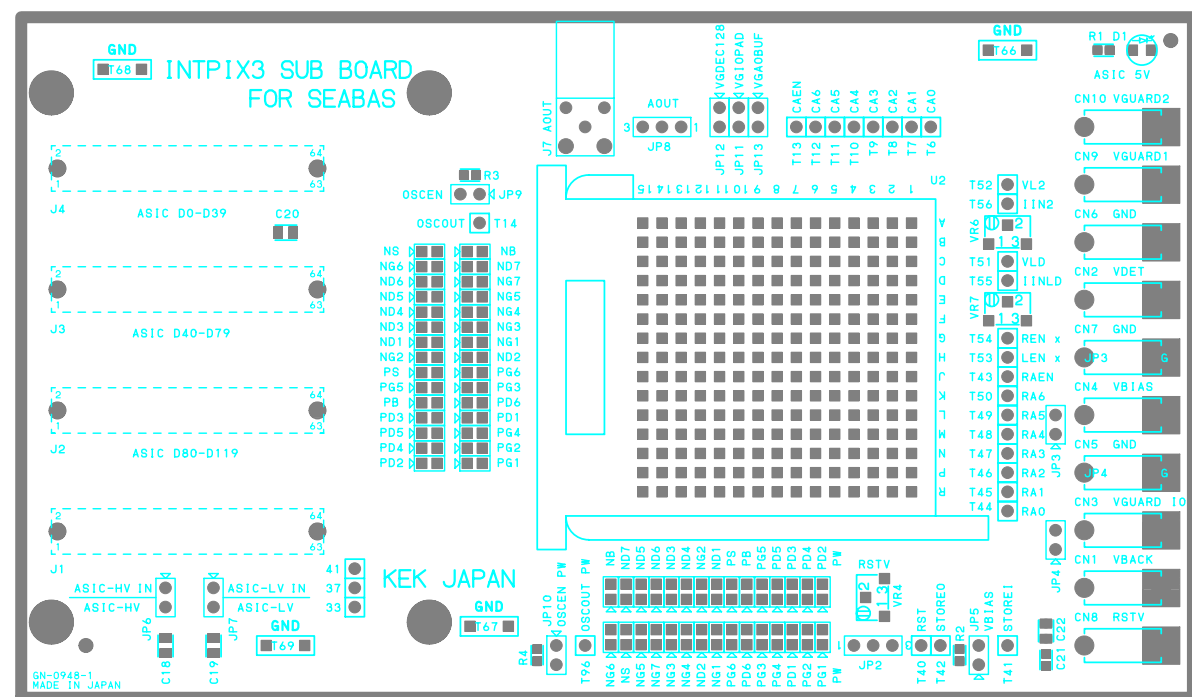 GND
T68
INTPIX3 SUB BOARD
FOR SEABAS
J7 AOUT
AOUT
3 1
JP8
VGDEC128
VGIOPAD
VGAOBUF
JP12
JP11
JP13
CAEN
CA6
CA5
CA4
CA3
CA2
CA1
CA0
T13
T12
T11
T10
T9
T8
T7
T6
GND
T66
R1 D1
ASIC 5V
CN10 VGUARD2
CN9 VGUARD1
CN6 GND
CN2 VDET
CN7 GND
JP3 G
CN4 VBIAS
CN5 GND
JP4 G
CN3 VGUARD IO
CN1 VBACK
CN8 RSTV
2 64
1 63
J4
ASIC D0-D39
C20
2 64
1 63
J3
ASIC D40-D79
2 64
1 63
J2
ASIC D80-D119
2 64
1 63
J1
R3
OSCEN JP9
OSCOUT T14
NS NB
NG6 ND7
ND6 NG7
ND5 NG5
ND4 NG4
ND3 NG3
ND1 NG1
NG2 ND2
PS PG6
PG5 PG3
PB PD6
PD3 PD1
PD5 PG4
PD4 PG2
PD2 PG1
U2
15 14 13 12 11 10 9 8 7 6 5 4 3 2 1
A
B
C
D
E
F
G
H
J
K
L
M
N
P
R
T52 VL2
T56 IIN2
VR6
2
1 3
T51 VLD
T55 IINLD
VR7
2
1 3
T54 REN x
T53 LEN x
T43 RAEN
T50 RA6
T49 RA5
T48 RA4
T47 RA3
T46 RA2
T45 RA1
T44 RA0
JP3
JP4
ASIC-HV IN
ASIC-HV
JP6
C18
ASIC-LV IN
ASIC-LV
JP7
C19
41
37
33
KEK JAPAN
GND
T67
GND
T69
GN-0948-1
MADE IN JAPAN
JP10
OSCEN PW
OSCOUT PW
R4
T96
NB
ND7
ND5
ND6
ND3
ND4
NG2
ND1
PS
PB
PG5
PD5
PD3
PD4
PD2
PW
NG6
NS
NG5
NG7
NG3
NG4
ND2
NG1
PG6
PD6
PG3
PG4
PD1
PG2
PG1
PW
RSTV
2
1 3
VR4
1 3
JP2
RST
STOREO
T40
T42
R2
JP5
VBIAS
STOREI
T41
C22
C21